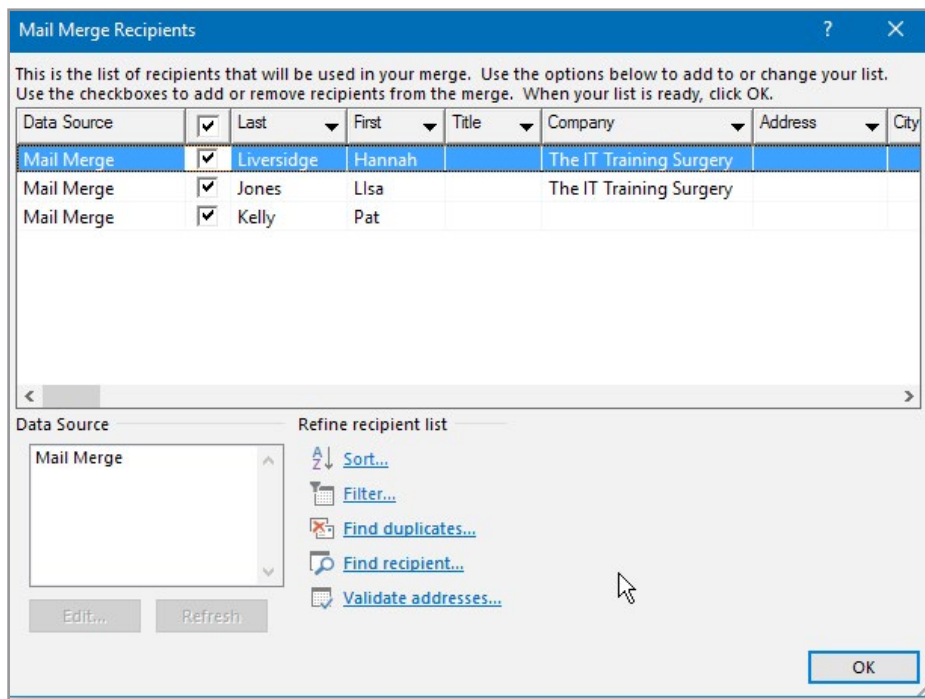 Mail Merge Recipients ?
This is the list of recipients that will be used in your merge. Use the options below to add to or change your list.
Use the checkboxes to add or remove recipients from the merge. When your list is ready, click OK.
Data Source Last First Title Company Address City
Mail Merge Liversidge Hannah The IT Training Surgery
Mail Merge Jones LIsa The IT Training Surgery
Mail Merge Kelly Pat
Data Source Refine recipient list
Mail Merge
Sort...
Filter...
Find duplicates...
Find recipient...
Validate addresses...
Edit... Refresh
OK